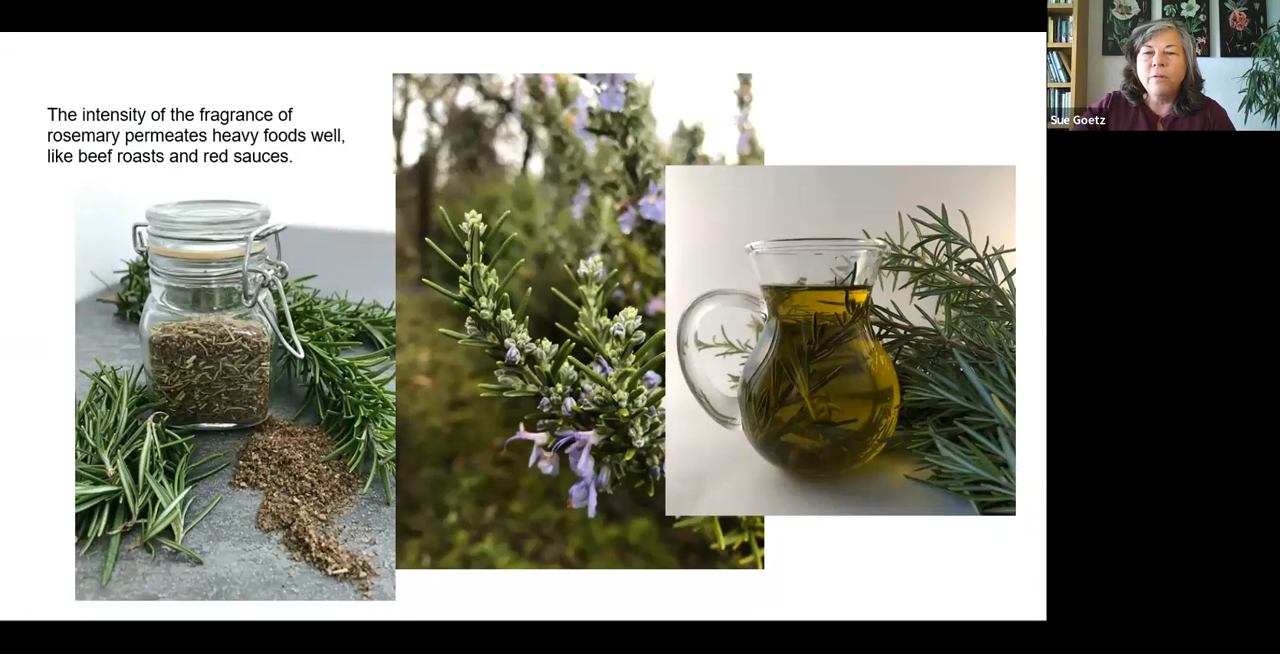 The intensity of the fragrance of
rosemary permeates heavy foods well,
like beef roasts and red sauces.
Sue Goetz